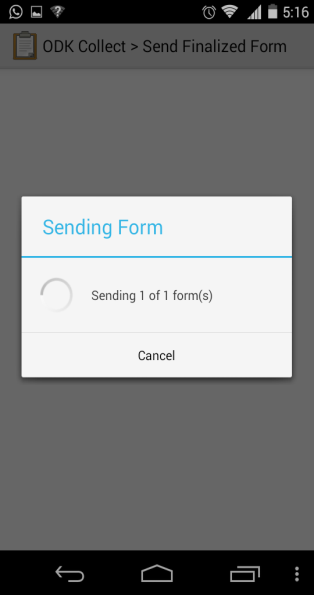 5:16
ODK Collect > Send Finalized Form
Sending Form
Sending 1 of 1 form(s)
Cancel